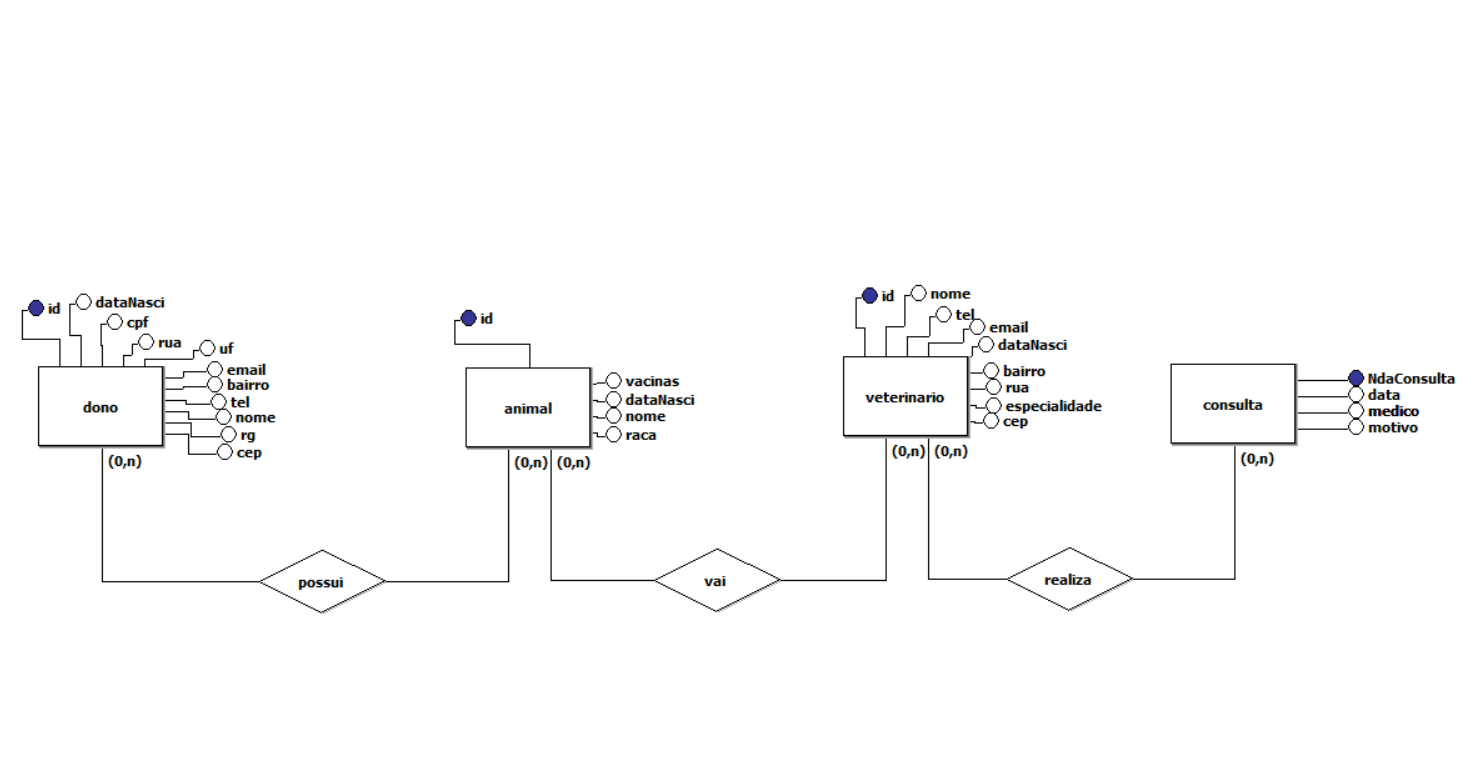 id
dataNasci
cpf
rua
uf
email
bairro
tel
nome
rg
cep
dono
(0,n)
possui
id
animal
vacinas
dataNasci
nome
raca
(0,n) (0,n)
vai
id
nome
tel
email
dataNasci
veterinario
bairro
rua
especialidade
cep
(0,n) (0,n)
realiza
consulta
NdaConsulta
data
medico
motivo
(0,n)